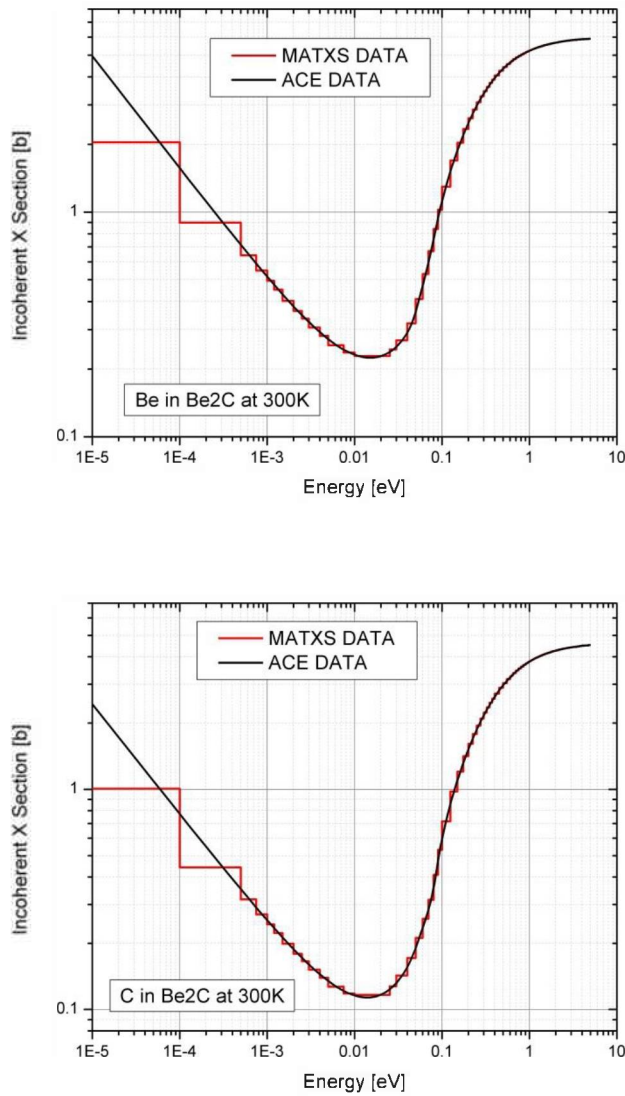 MATXS DATA
ACE DATA
Incoherent X Section [b]
1
0.1
Be in Be2C at 300K
1E-5 1E-4 1E-3 0.01 0.1 1 10
Energy [eV]
MATXS DATA
ACE DATA
Incoherent X Section [b]
1
0.1
C in Be2C at 300K
1E-5 1E-4 1E-3 0.01 0.1 1 10
Energy [eV]